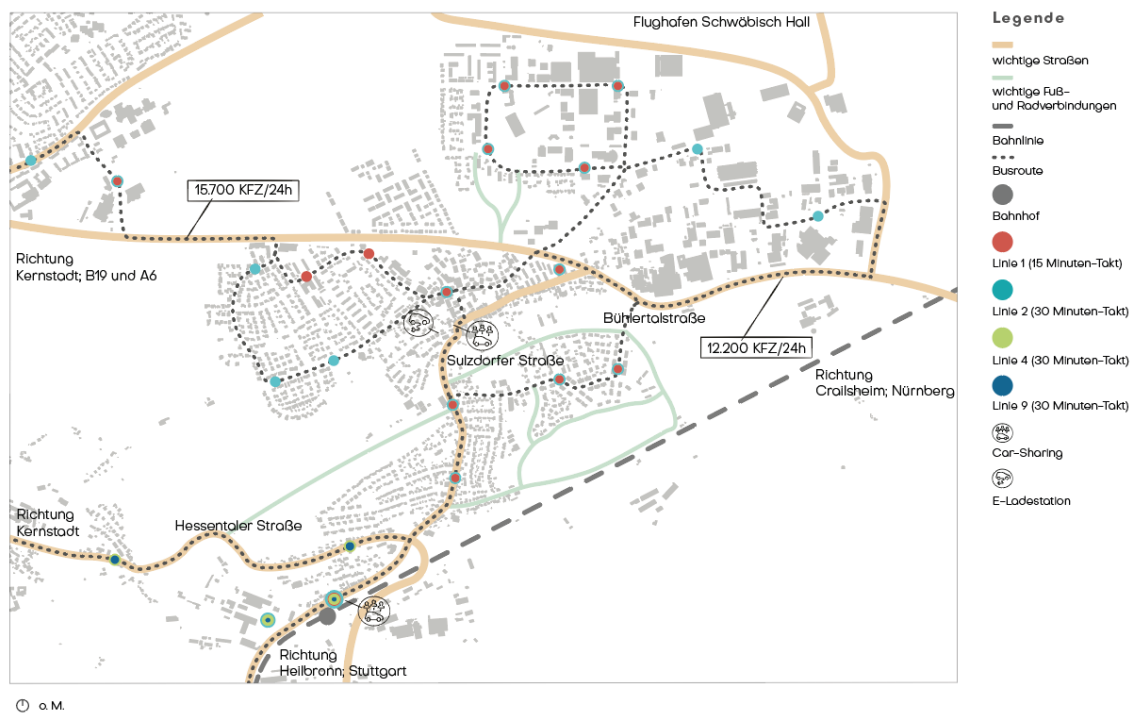 Flughafen Schwäbisch Hall
15.700 KFZ/24h
Richtung
Kernstadt; B19 und A6
Bühlertalstraße
12.200 KFZ/24h
Sulzdorfer Straße
Richtung
Crailsheim; Nürnberg
Richtung
Kernstadt
Hessentaler Straße
Richtung
Heilbronn; Stuttgart
o. M.
Legende
wichtige Straßen
wichtige Fuß-
und Radverbindungen
Bahnlinie
Busroute
Bahnhof
Linie 1 (15 Minuten-Takt)
Linie 2 (30 Minuten-Takt)
Linie 4 (30 Minuten-Takt)
Linie 9 (30 Minuten-Takt)
Car-Sharing
E-Ladestation